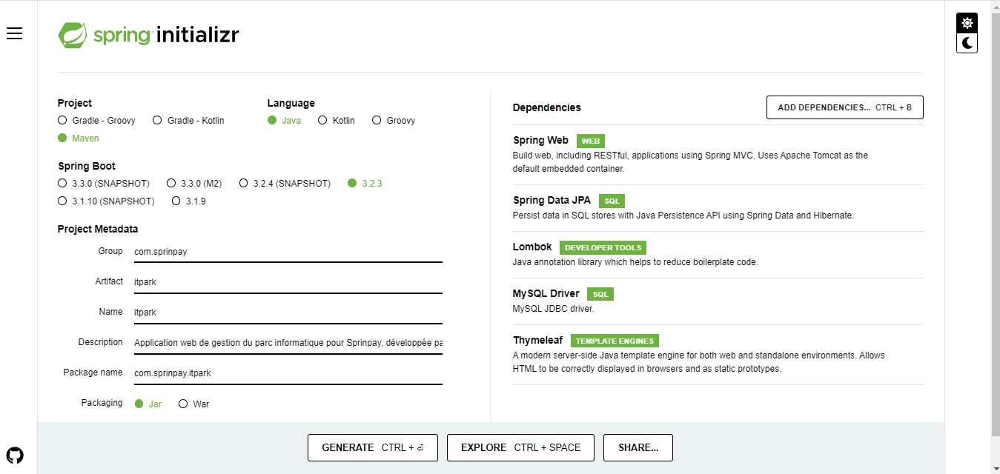 spring initializr
Project
Gradle - Groovy Gradle - Kotlin
Maven
Language
Java Kotlin Groovy
Spring Boot
3.3.0 (SNAPSHOT) 3.3.0 (M2) 3.2.4 (SNAPSHOT) 3.2.3
3.1.10 (SNAPSHOT) 3.1.9
Project Metadata
Group com.sprinpay
Artifact itpark
Name itpark
Description Application web de gestion du parc informatique pour Sprinpay, développée pa
Package name com.sprinpay.itpark
Packaging Jar War
Dependencies
ADD DEPENDENCIES... CTRL + B
Spring Web WEB
Build web, including RESTful, applications using Spring MVC. Uses Apache Tomcat as the
default embedded container.
Spring Data JPA SQL
Persist data in SQL stores with Java Persistence API using Spring Data and Hibernate.
Lombok DEVELOPER TOOLS
Java annotation library which helps to reduce boilerplate code.
MySQL Driver SQL
MySQL JDBC driver.
Thymeleaf TEMPLATE ENGINES
A modern server-side Java template engine for both web and standalone environments. Allows
HTML to be correctly displayed in browsers and as static prototypes.
GENERATE CTRL + ⏎ EXPLORE CTRL + SPACE SHARE...